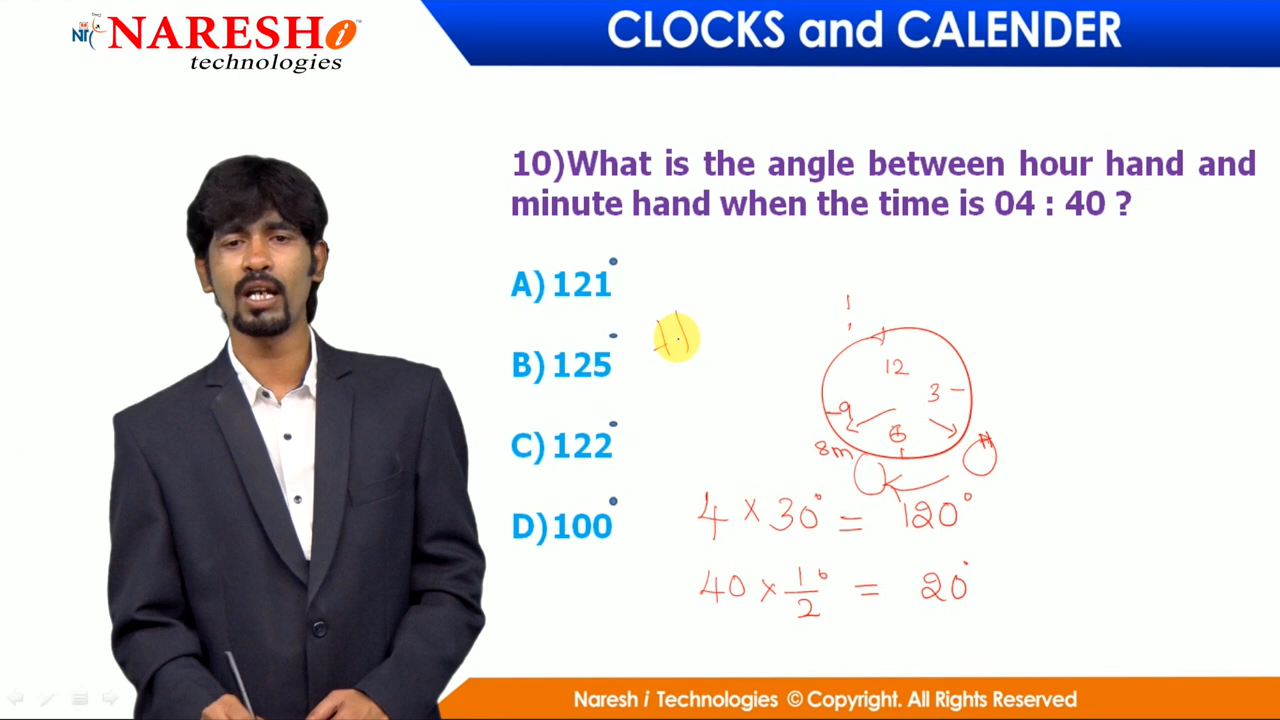 NT
NARESH i
technologies
CLOCKS and CALENDER
10)What is the angle between hour hand and
minute hand when the time is 04 : 40 ?
A) 121°
B) 125°
C) 122°
D) 100°
12
3
9
6
8m
4 × 30° = 120°
40 × 1°/2 = 20°
Naresh i Technologies © Copyright. All Rights Reserved